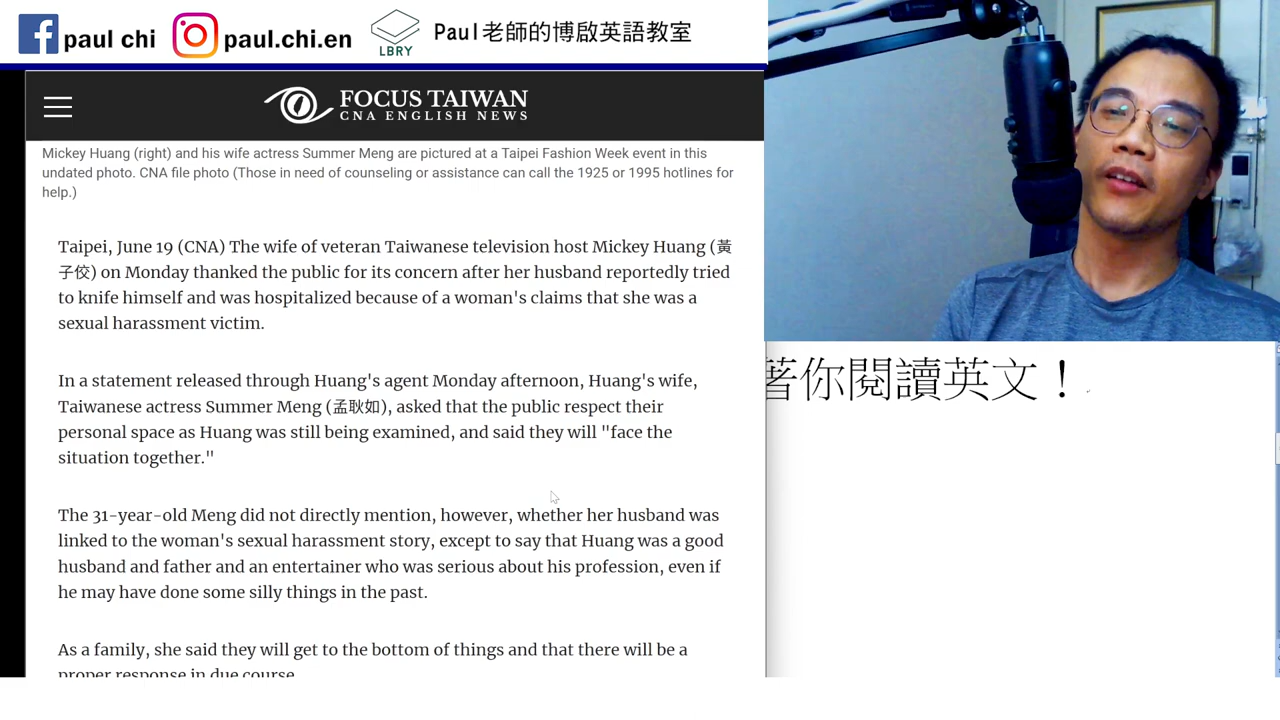 paul chi
paul.chi.en
LBRY
Paul老師的博啟英語教室
FOCUS TAIWAN
CNA ENGLISH NEWS
Mickey Huang (right) and his wife actress Summer Meng are pictured at a Taipei Fashion Week event in this
undated photo. CNA file photo (Those in need of counseling or assistance can call the 1925 or 1995 hotlines for
help.)
Taipei, June 19 (CNA) The wife of veteran Taiwanese television host Mickey Huang (黃
子佼) on Monday thanked the public for its concern after her husband reportedly tried
to knife himself and was hospitalized because of a woman's claims that she was a
sexual harassment victim.
In a statement released through Huang's agent Monday afternoon, Huang's wife,
Taiwanese actress Summer Meng (孟耿如), asked that the public respect their
personal space as Huang was still being examined, and said they will "face the
situation together."
The 31-year-old Meng did not directly mention, however, whether her husband was
linked to the woman's sexual harassment story, except to say that Huang was a good
husband and father and an entertainer who was serious about his profession, even if
he may have done some silly things in the past.
As a family, she said they will get to the bottom of things and that there will be a
proper response in due course.
著你閱讀英文！